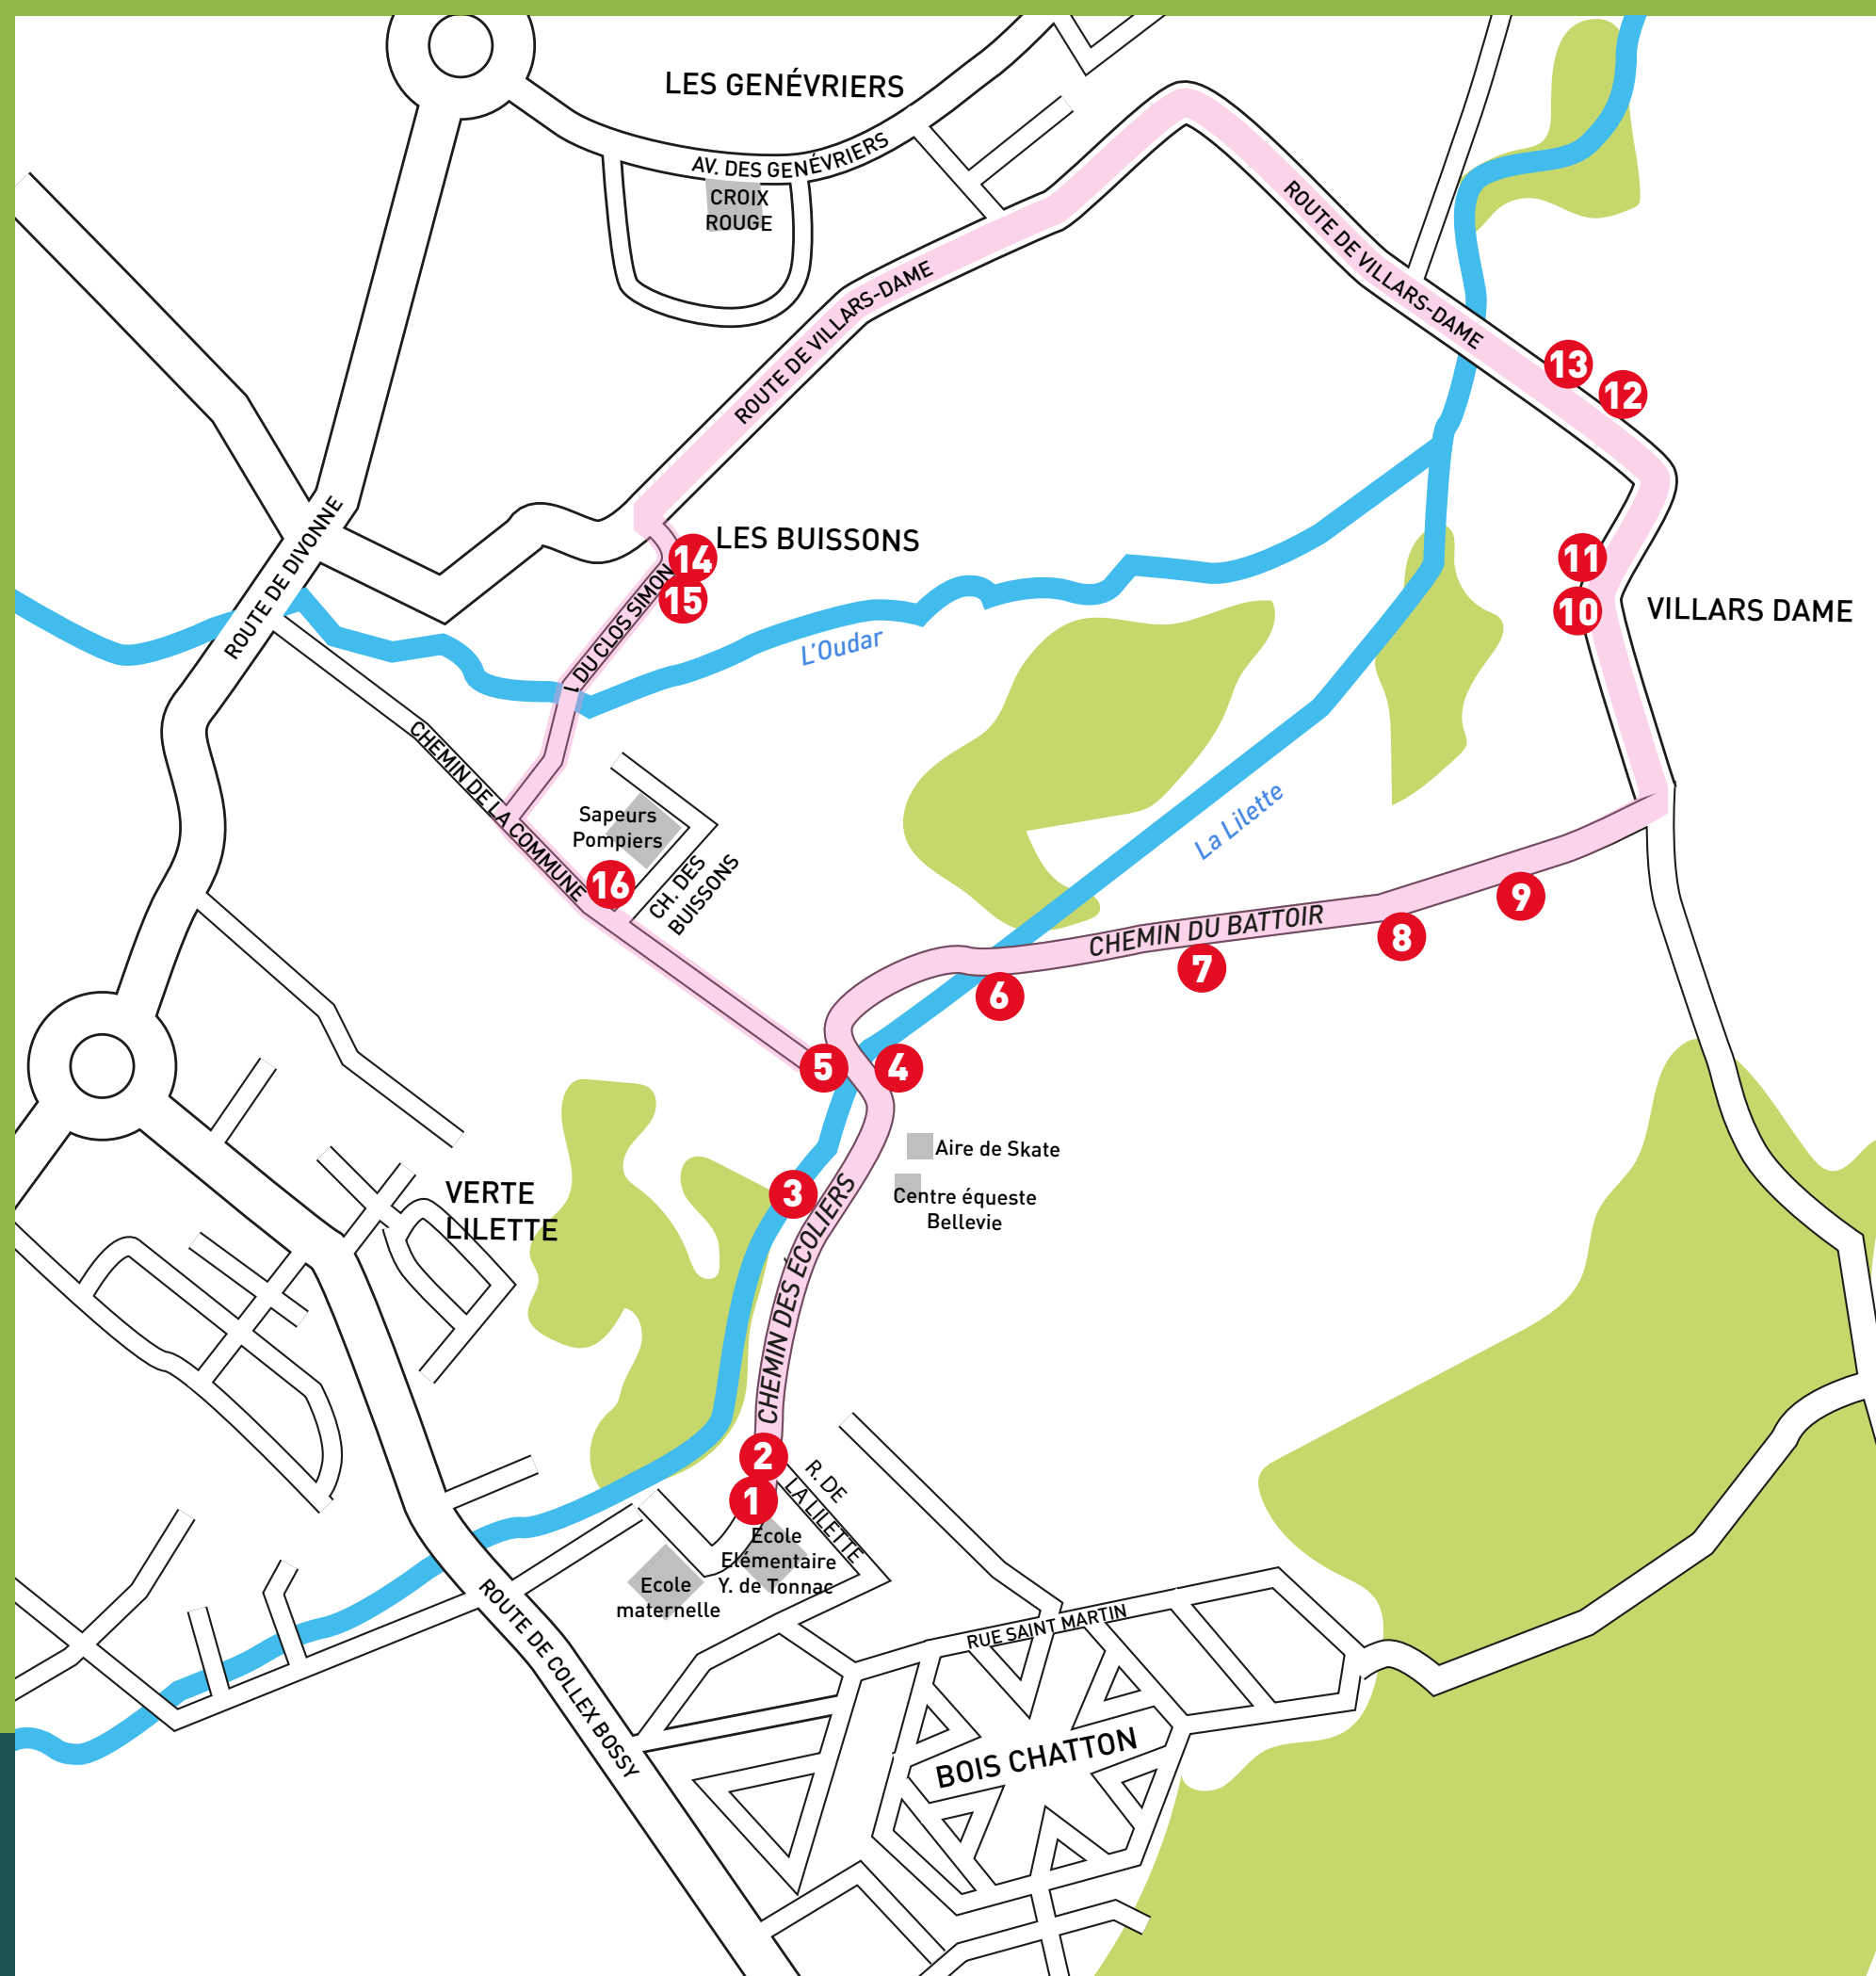 LES GENÉVRIERS
AV. DES GENÉVRIERS
CROIX
ROUGE
ROUTE DE VILLARS-DAME
ROUTE DE VILLARS-DAME
13
12
ROUTE DE DIVONNE
LES BUISSONS
14
15
11
10
VILLARS DAME
DU CLOS SIMON
L'Oudar
CHEMIN DE LA COMMUNE
Sapeurs
Pompiers
16
CH. DES
BUISSONS
La Lilette
9
CHEMIN DU BATTOIR
8
7
6
5
4
Aire de Skate
Centre équeste
Bellevie
3
VERTE
LILETTE
CHEMIN DES ÉCOLIERS
2
1
R. DE
LA LILETTE
Ecole
Elémentaire
Y. de Tonnac
Ecole
maternelle
ROUTE DE COLLEX BOSSY
RUE SAINT MARTIN
BOIS CHATTON